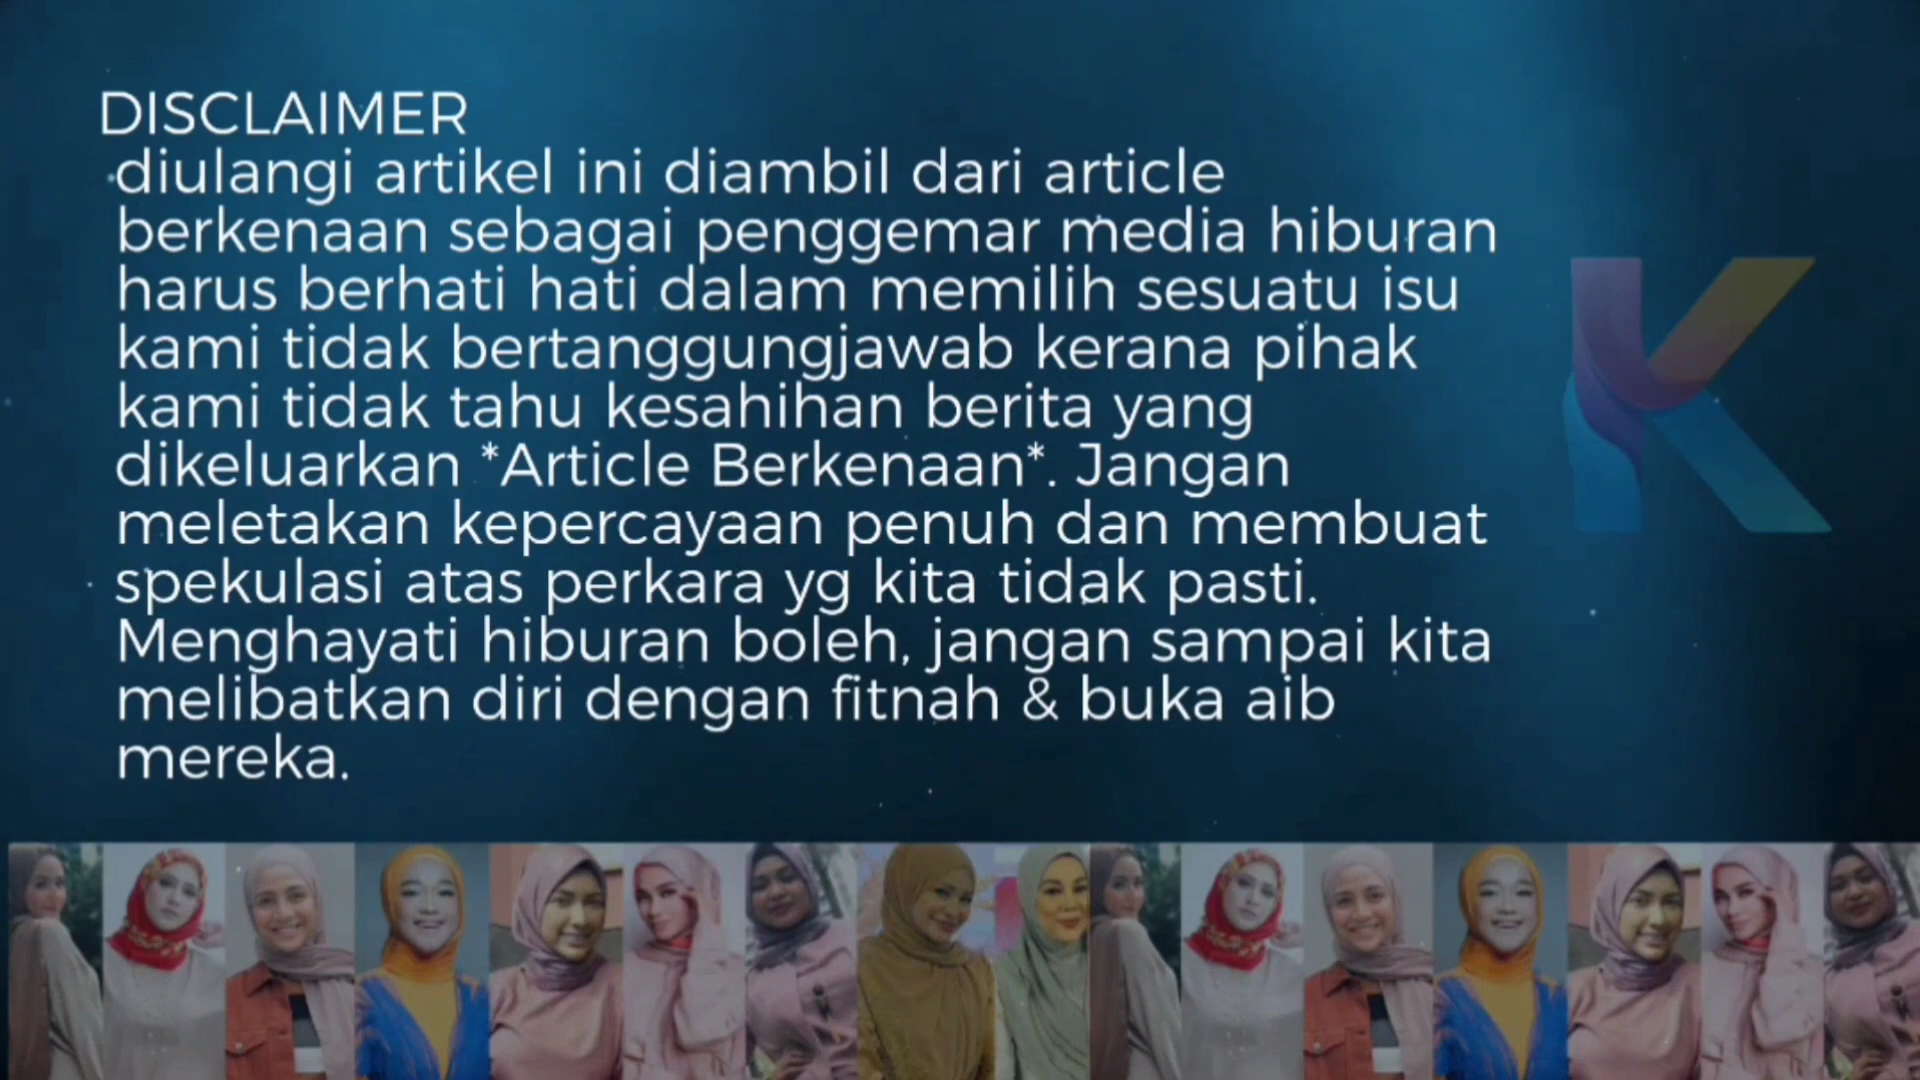 DISCLAIMER
diulangi artikel ini diambil dari article
berkenaan sebagai penggemar media hiburan
harus berhati hati dalam memilih sesuatu isu
kami tidak bertanggungjawab kerana pihak
kami tidak tahu kesahihan berita yang
dikeluarkan *Article Berkenaan*. Jangan
meletakan kepercayaan penuh dan membuat
spekulasi atas perkara yg kita tidak pasti.
Menghayati hiburan boleh, jangan sampai kita
melibatkan diri dengan fitnah & buka aib
mereka.
K